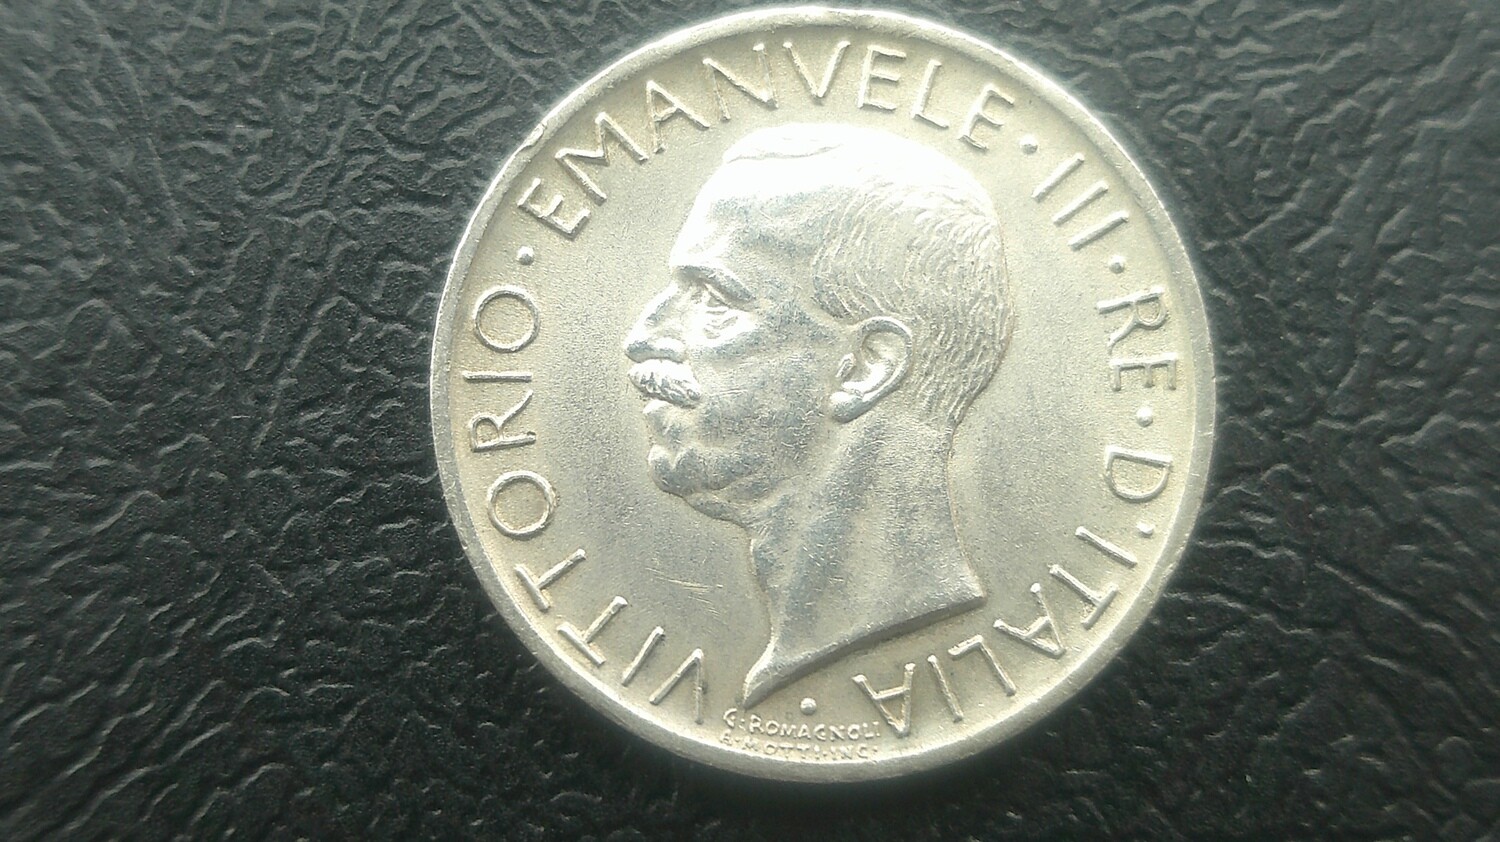 VITTORIO · EMANVELE · III · RE · D'ITALIA ·
G · ROMAGNOLI
A · MOTTI · INC ·